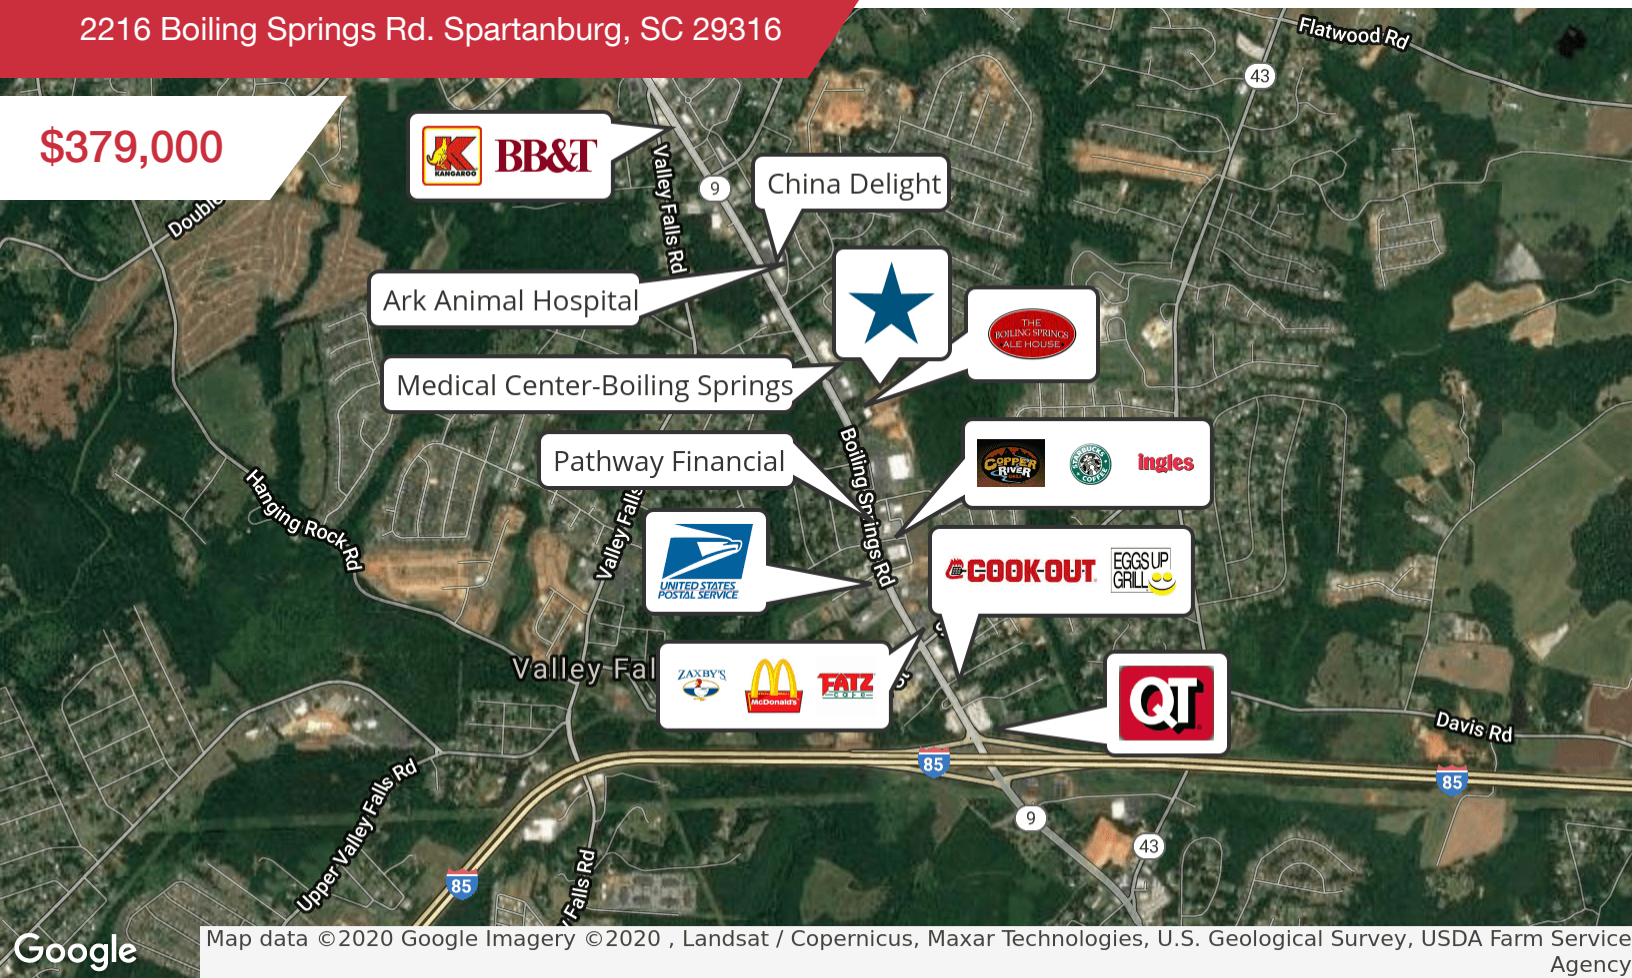 2216 Boiling Springs Rd. Spartanburg, SC 29316
$379,000
Flatwood Rd
43
KANGAROO
BB&T
Valley Falls Rd
9
China Delight
Double
Ark Animal Hospital
THE
BOILING SPRINGS
ALE HOUSE
Medical Center-Boiling Springs
Boiling Springs Rd
Pathway Financial
COPPER
RIVER
GRILL
STARBUCKS
COFFEE
ingles
Hanging Rock Rd
Valley Falls
UNITED STATES
POSTAL SERVICE
COOK-OUT
EGGS UP
GRILL
Valley Fal
ZAXBY'S
McDonald's
FATZ
CAFE
QT
Davis Rd
85
85
Upper Valley Falls Rd
9
43
85
y Falls Rd
Google
Map data ©2020 Google Imagery ©2020 , Landsat / Copernicus, Maxar Technologies, U.S. Geological Survey, USDA Farm Service
Agency